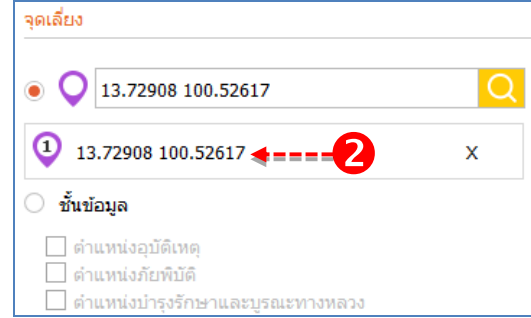 จุดเลี่ยง
13.72908 100.52617
1 13.72908 100.52617 2 X
ชั้นข้อมูล
ตำแหน่งอุบัติเหตุ
ตำแหน่งภัยพิบัติ
ตำแหน่งบำรุงรักษาและบูรณะทางหลวง